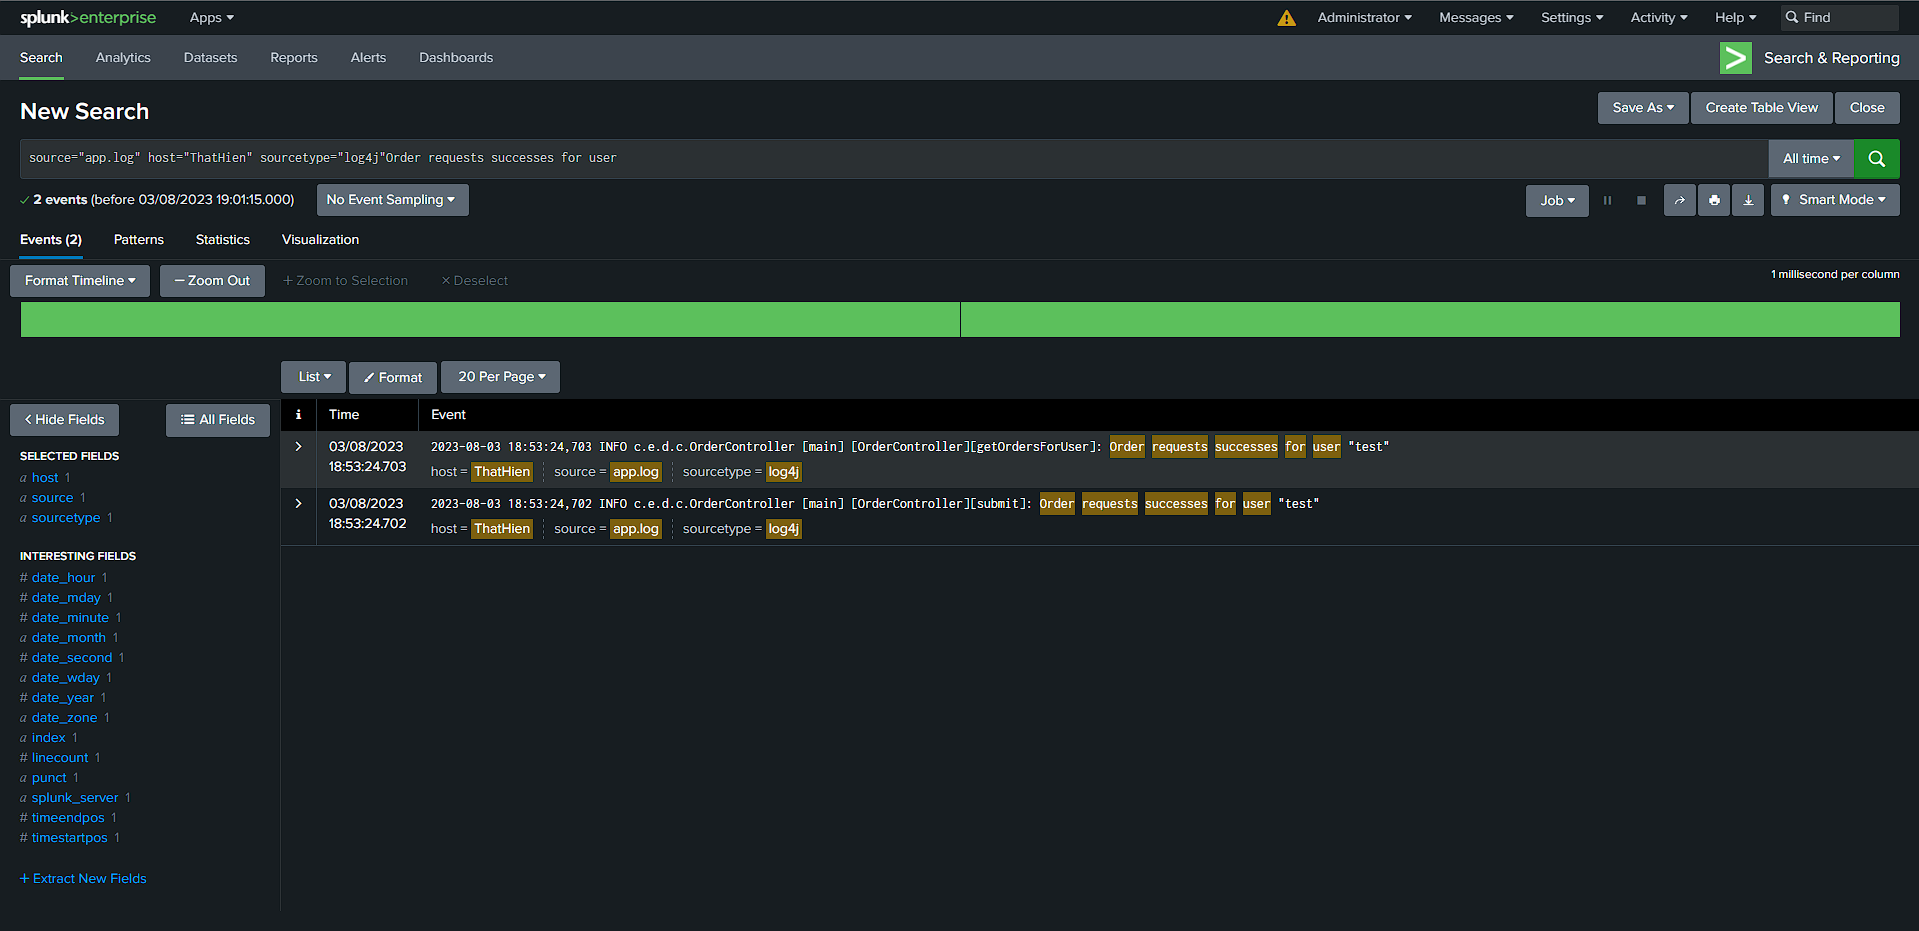 splunk>enterprise Apps Administrator Messages Settings Activity Help Find
Search Analytics Datasets Reports Alerts Dashboards Search & Reporting
New Search Save As Create Table View Close
source="app.log" host="ThatHien" sourcetype="log4j"Order requests successes for user All time
2 events (before 03/08/2023 19:01:15.000) No Event Sampling Job Smart Mode
Events (2) Patterns Statistics Visualization
Format Timeline – Zoom Out + Zoom to Selection × Deselect 1 millisecond per column
List Format 20 Per Page
< Hide Fields All Fields
SELECTED FIELDS
a host 1
a source 1
a sourcetype 1
INTERESTING FIELDS
# date_hour 1
# date_mday 1
# date_minute 1
a date_month 1
# date_second 1
a date_wday 1
# date_year 1
a date_zone 1
a index 1
# linecount 1
a punct 1
a splunk_server 1
# timeendpos 1
# timestartpos 1
+ Extract New Fields
i Time Event
> 03/08/2023 18:53:24.703
2023-08-03 18:53:24,703 INFO c.e.d.c.OrderController [main] [OrderController][getOrdersForUser]: Order requests successes for user "test"
host = ThatHien source = app.log sourcetype = log4j
> 03/08/2023 18:53:24.702
2023-08-03 18:53:24,702 INFO c.e.d.c.OrderController [main] [OrderController][submit]: Order requests successes for user "test"
host = ThatHien source = app.log sourcetype = log4j